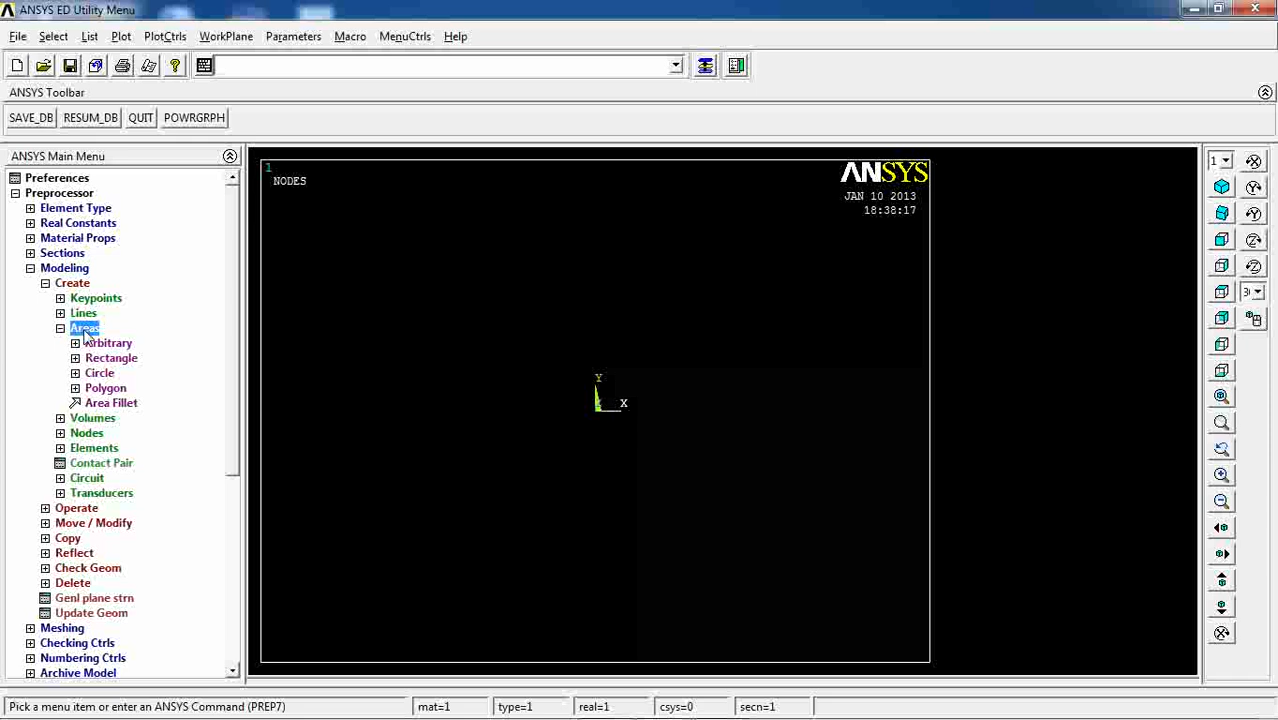 ANSYS ED Utility Menu
File Select List Plot PlotCtrls WorkPlane Parameters Macro MenuCtrls Help
ANSYS Toolbar
SAVE_DB RESUM_DB QUIT POWRGRPH
ANSYS Main Menu
Preferences
Preprocessor
Element Type
Real Constants
Material Props
Sections
Modeling
Create
Keypoints
Lines
Areas
Arbitrary
Rectangle
Circle
Polygon
Area Fillet
Volumes
Nodes
Elements
Contact Pair
Circuit
Transducers
Operate
Move / Modify
Copy
Reflect
Check Geom
Delete
Genl plane strn
Update Geom
Meshing
Checking Ctrls
Numbering Ctrls
Archive Model
1
NODES
ANSYS
JAN 10 2013
18:38:17
Y
X
1
Pick a menu item or enter an ANSYS Command (PREP7) mat=1 type=1 real=1 csys=0 secn=1